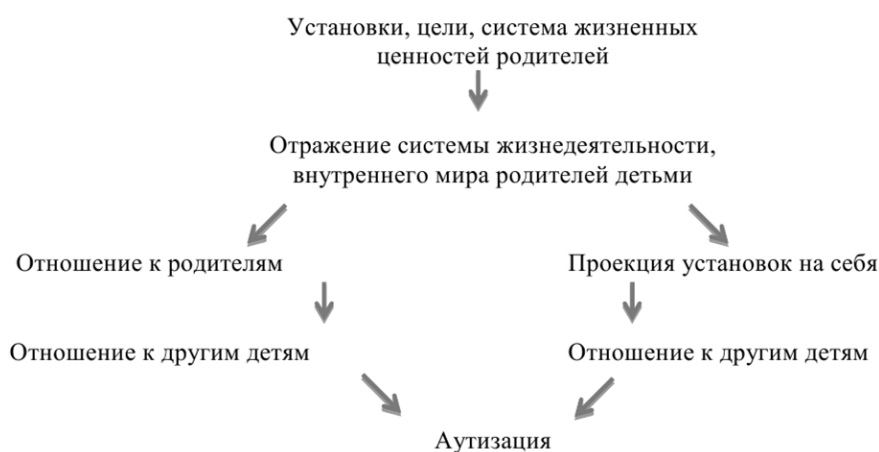 Установки, цели, система жизненных
ценностей родителей
Отражение системы жизнедеятельности,
внутреннего мира родителей детьми
Отношение к родителям
Проекция установок на себя
Отношение к другим детям
Отношение к другим детям
Аутизация